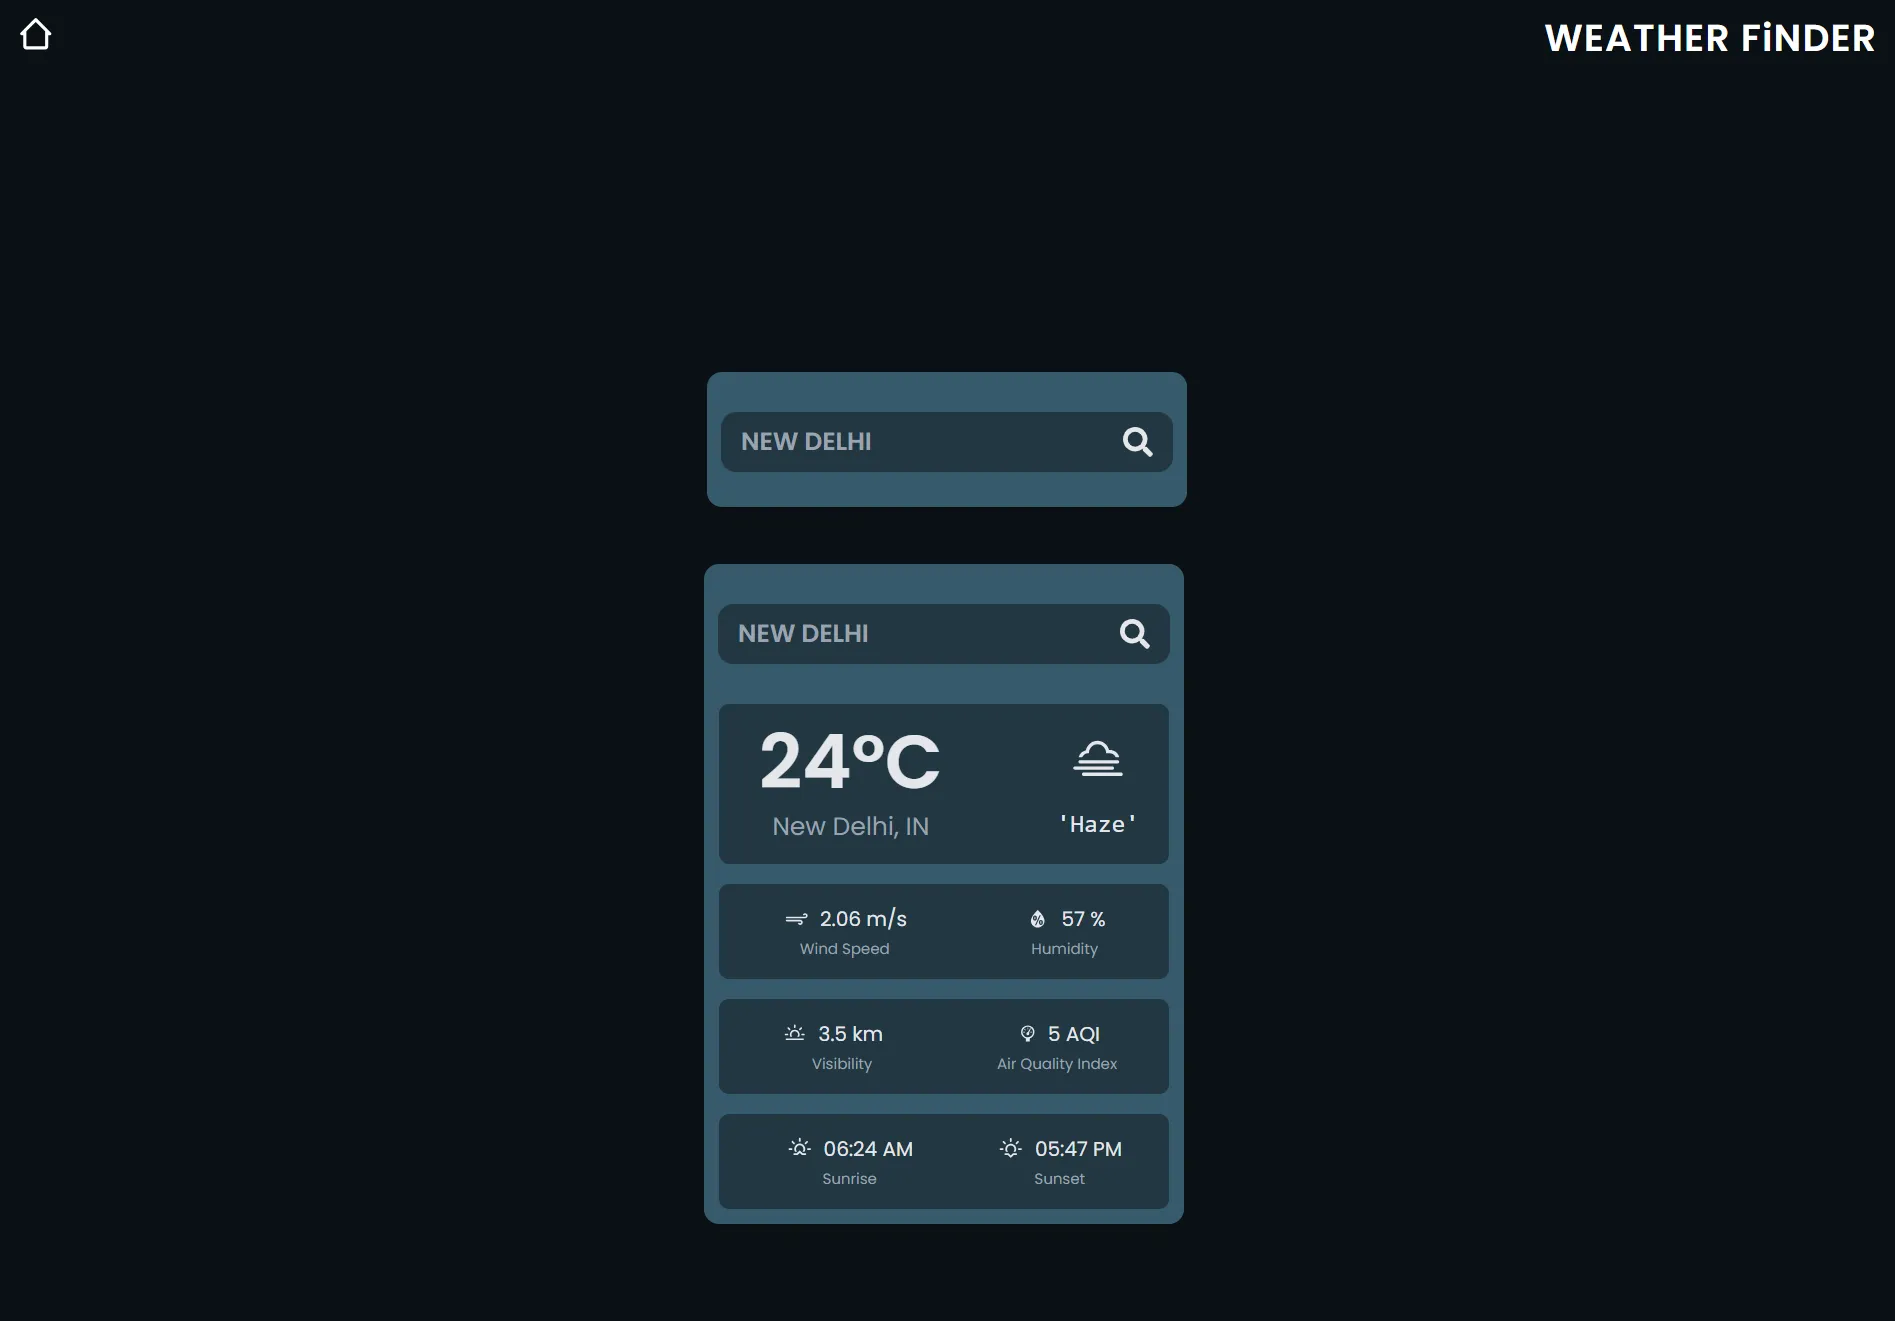 WEATHER FiNDER
NEW DELHI
NEW DELHI
24°C
New Delhi, IN
'Haze'
2.06 m/s
Wind Speed
57 %
Humidity
3.5 km
Visibility
5 AQI
Air Quality Index
06:24 AM
Sunrise
05:47 PM
Sunset